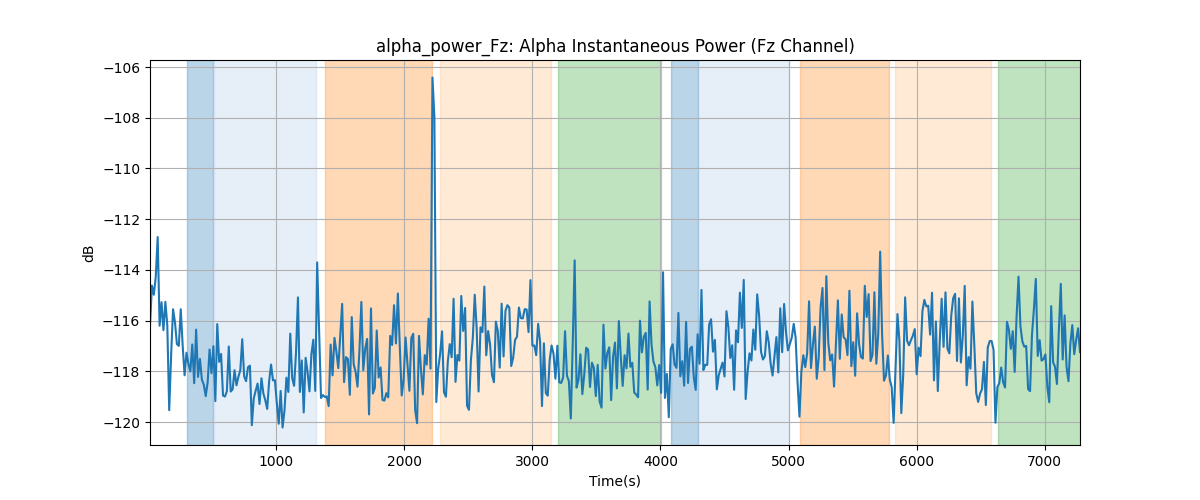 alpha_power_Fz: Alpha Instantaneous Power (Fz Channel)
−106
−108
−110
−112
−114
−116
−118
−120
dB
1000 2000 3000 4000 5000 6000 7000
Time(s)